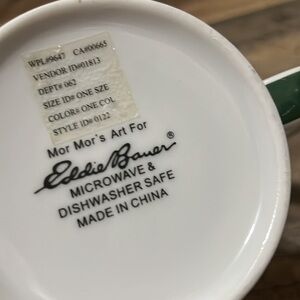 WPL#9647 CA#00665
VENDOR ID#01813
DEPT# 062
SIZE ID# ONE SZE
COLOR# ONE COL
STYLE ID# 0122
Mor Mor's Art For
Eddie Bauer®
MICROWAVE &
DISHWASHER SAFE
MADE IN CHINA